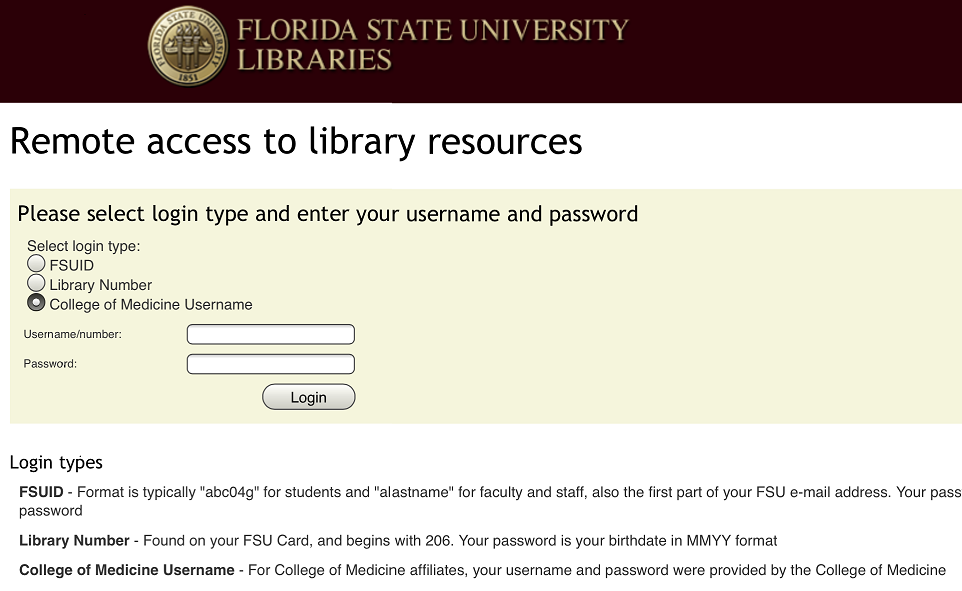 FLORIDA STATE UNIVERSITY
LIBRARIES
1851
Remote access to library resources
Please select login type and enter your username and password
Select login type:
FSUID
Library Number
College of Medicine Username
Username/number:
Password:
Login
Login types
FSUID - Format is typically "abc04g" for students and "alastname" for faculty and staff, also the first part of your FSU e-mail address. Your pass
password
Library Number - Found on your FSU Card, and begins with 206. Your password is your birthdate in MMYY format
College of Medicine Username - For College of Medicine affiliates, your username and password were provided by the College of Medicine